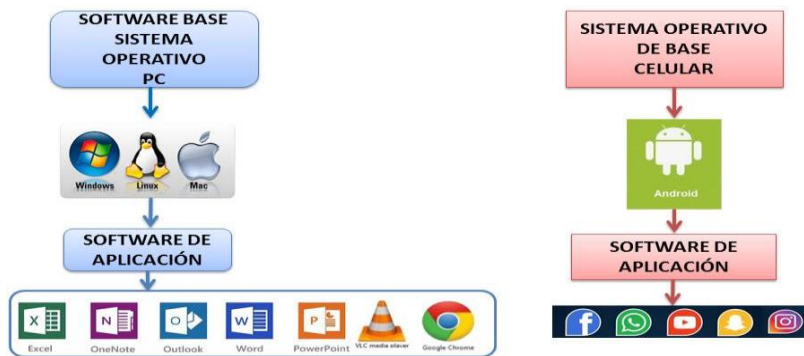 SOFTWARE BASE
SISTEMA
OPERATIVO
PC
Windows Linux Mac
SOFTWARE DE
APLICACIÓN
Excel OneNote Outlook Word PowerPoint VLC media player Google Chrome
SISTEMA OPERATIVO
DE BASE
CELULAR
Android
SOFTWARE DE
APLICACIÓN